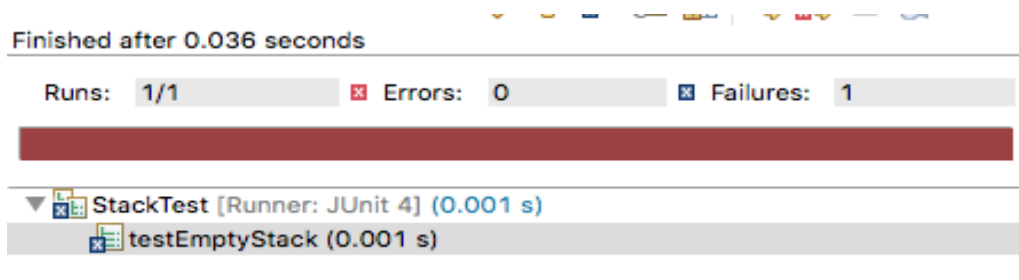 Finished after 0.036 seconds
Runs: 1/1 Errors: 0 Failures: 1
StackTest [Runner: JUnit 4] (0.001 s)
testEmptyStack (0.001 s)